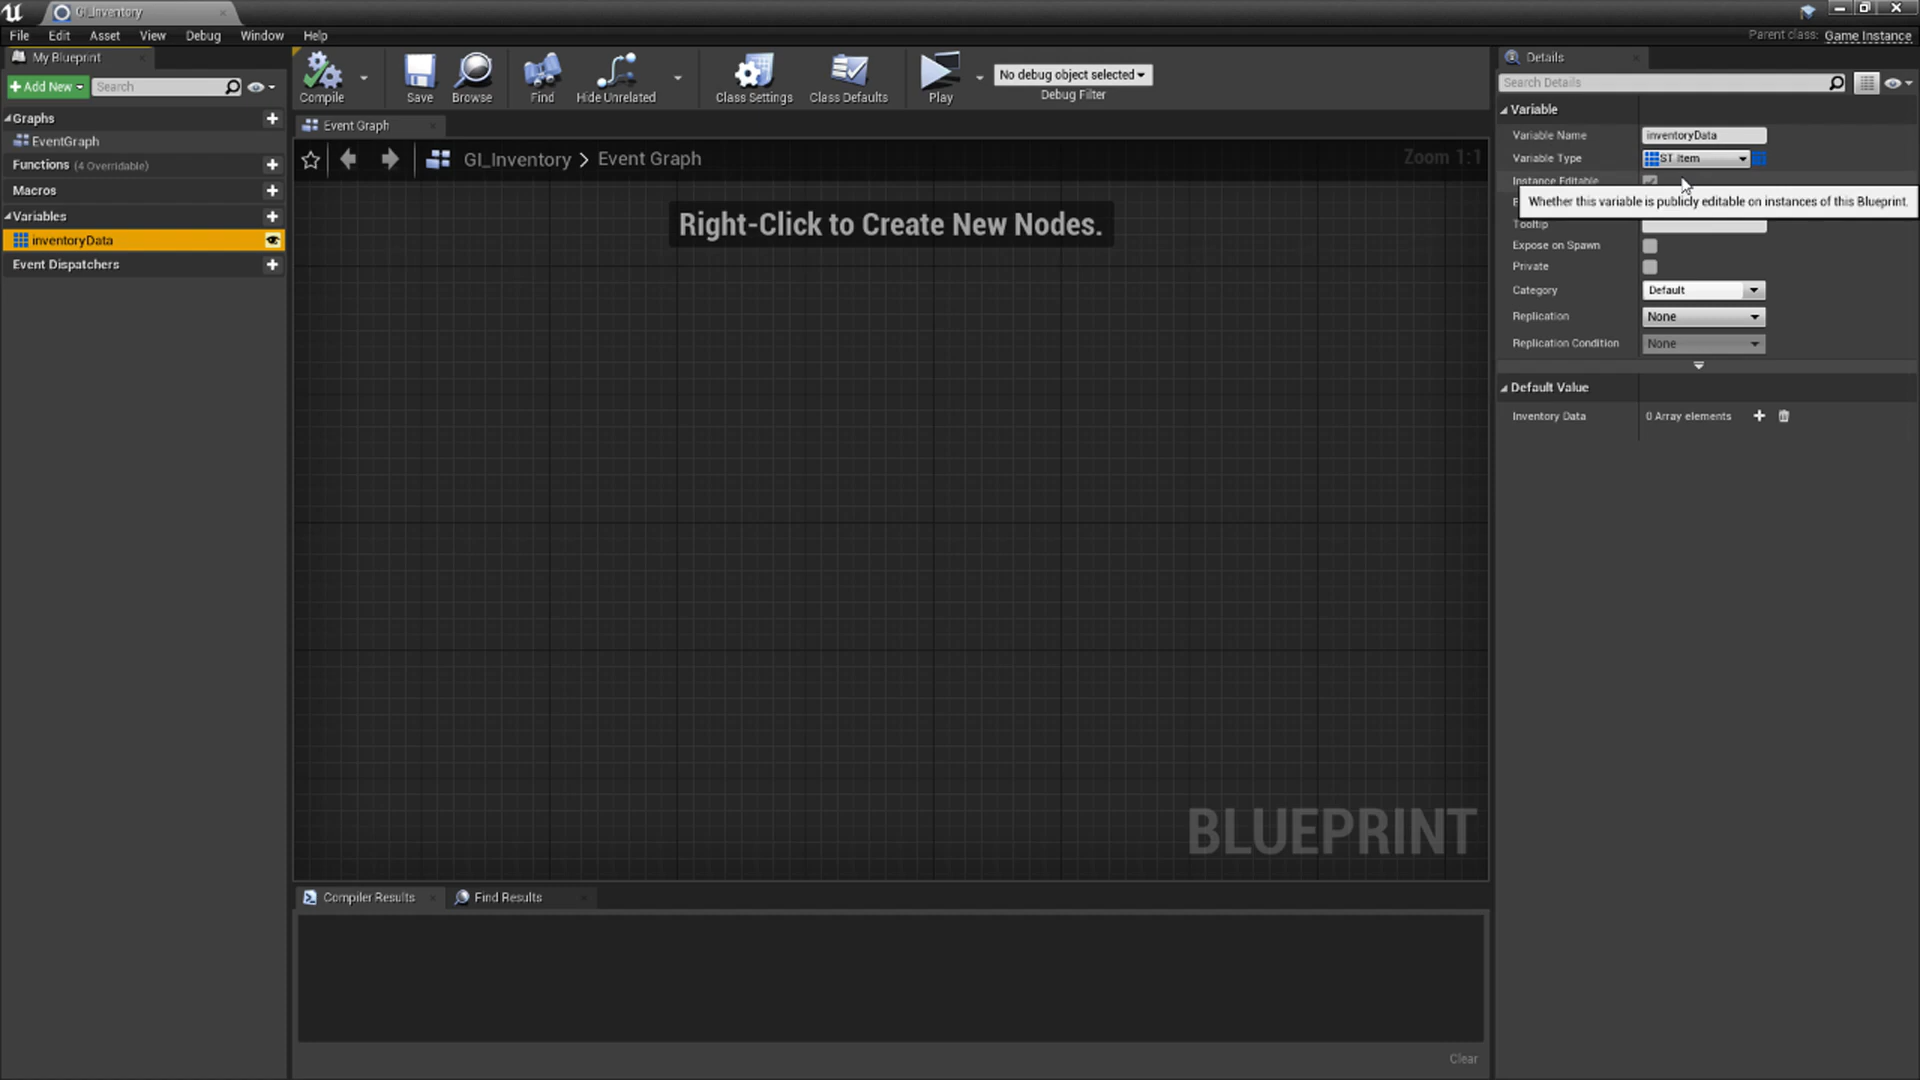 GI_Inventory
File Edit Asset View Debug Window Help
Parent class: Game Instance
My Blueprint
Add New
Search
Graphs
EventGraph
Functions (4 Overridable)
Macros
Variables
inventoryData
Event Dispatchers
Compile
Save
Browse
Find
Hide Unrelated
Class Settings
Class Defaults
Play
No debug object selected
Debug Filter
Event Graph
GI_Inventory > Event Graph
Zoom 1:1
Right-Click to Create New Nodes.
BLUEPRINT
Compiler Results
Find Results
Clear
Details
Search Details
Variable
Variable Name inventoryData
Variable Type ST Item
Instance Editable
Whether this variable is publicly editable on instances of this Blueprint.
Tooltip
Expose on Spawn
Private
Category Default
Replication None
Replication Condition None
Default Value
Inventory Data 0 Array elements